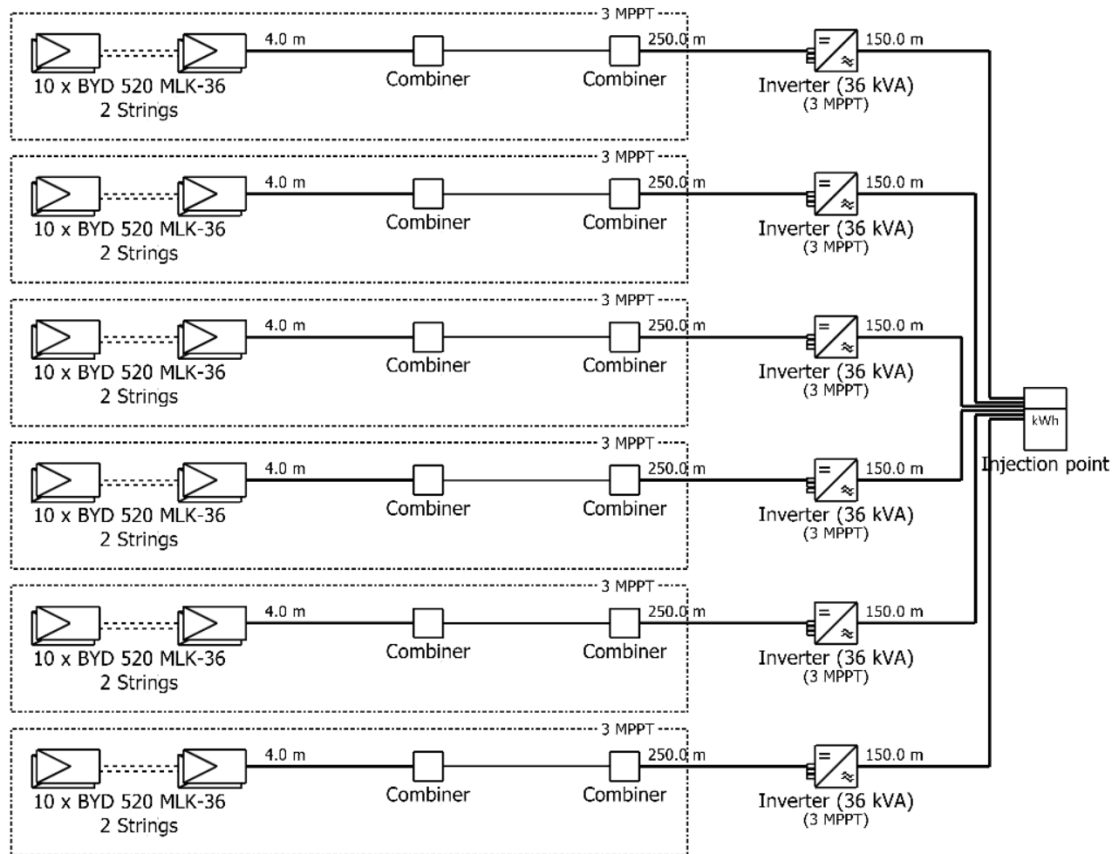 3 MPPT
4.0 m
250.0 m
150.0 m
Combiner
Combiner
10 x BYD 520 MLK-36
2 Strings
Inverter (36 kVA)
(3 MPPT)
3 MPPT
4.0 m
250.0 m
150.0 m
Combiner
Combiner
10 x BYD 520 MLK-36
2 Strings
Inverter (36 kVA)
(3 MPPT)
3 MPPT
4.0 m
250.0 m
150.0 m
Combiner
Combiner
10 x BYD 520 MLK-36
2 Strings
Inverter (36 kVA)
(3 MPPT)
kWh
Injection point
3 MPPT
4.0 m
250.0 m
150.0 m
Combiner
Combiner
10 x BYD 520 MLK-36
2 Strings
Inverter (36 kVA)
(3 MPPT)
3 MPPT
4.0 m
250.0 m
150.0 m
Combiner
Combiner
10 x BYD 520 MLK-36
2 Strings
Inverter (36 kVA)
(3 MPPT)
3 MPPT
4.0 m
250.0 m
150.0 m
Combiner
Combiner
10 x BYD 520 MLK-36
2 Strings
Inverter (36 kVA)
(3 MPPT)